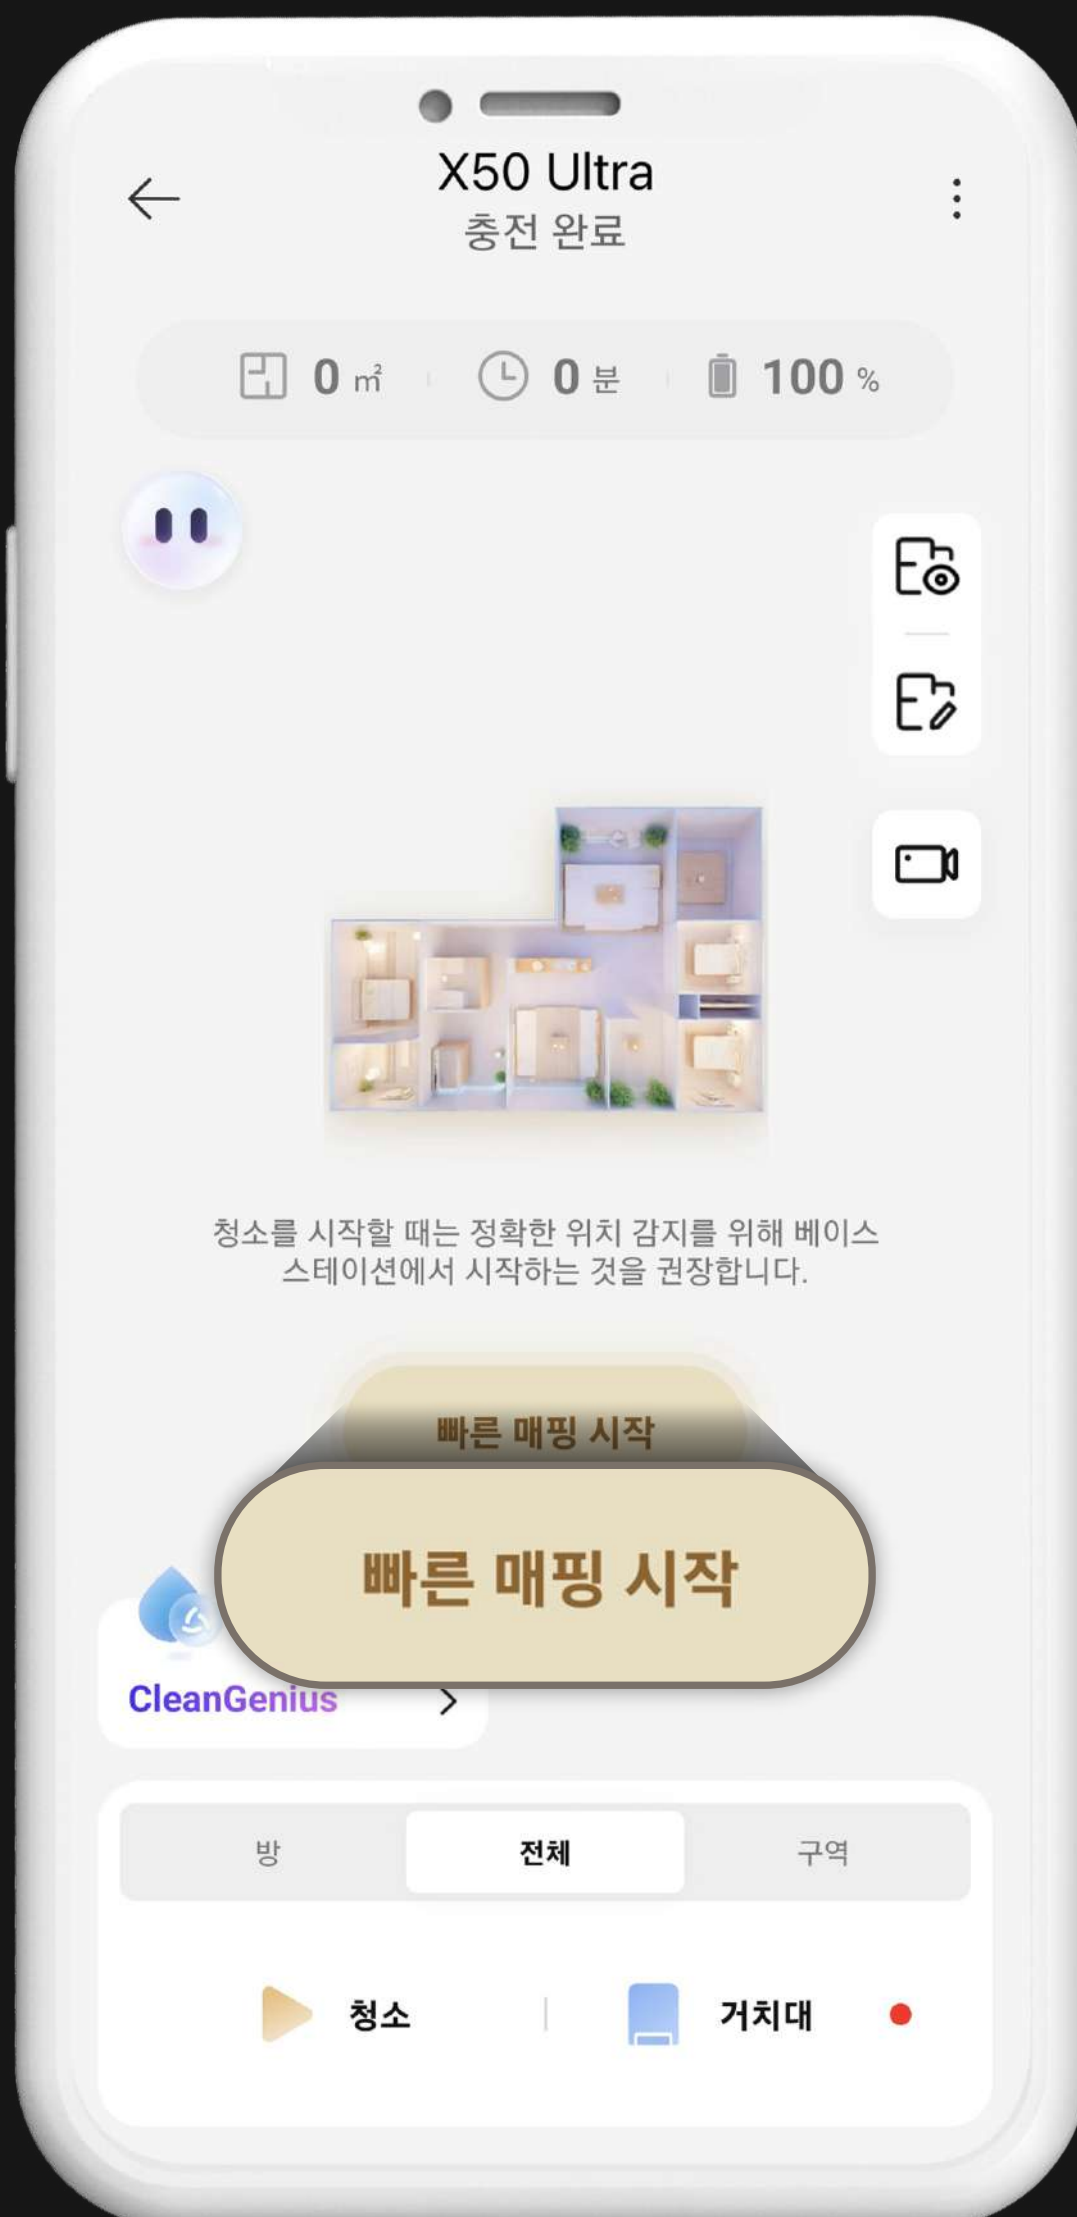 X50 Ultra
충전 완료
0 ㎡ 0 분 100 %
청소를 시작할 때는 정확한 위치 감지를 위해 베이스
스테이션에서 시작하는 것을 권장합니다.
빠른 매핑 시작
빠른 매핑 시작
CleanGenius
방 전체 구역
청소 거치대